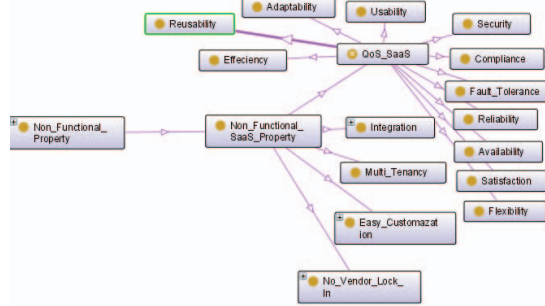 Adaptability
Usability
Reusability
Security
QoS_SaaS
Effeciency
Compliance
Fault_Tolerance
Reliability
Non_Functional_
Property
Non_Functional_
SaaS_Property
Integration
Availability
Multi_Tenancy
Satisfaction
Flexibility
Easy_Customazat
ion
No_Vendor_Lock_
In